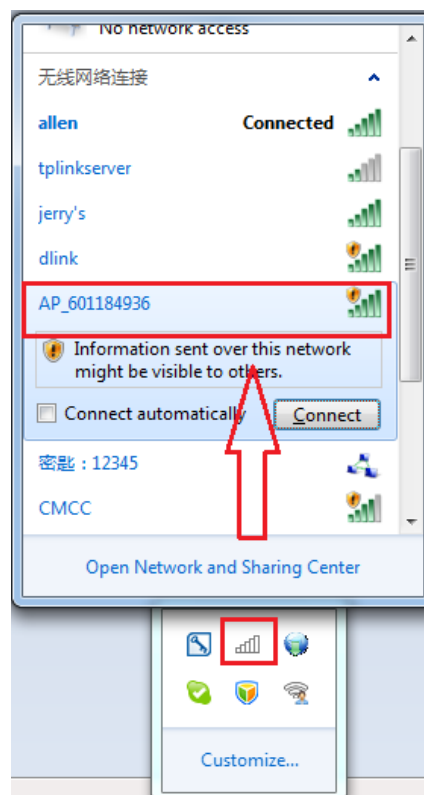 No network access
无线网络连接
allen Connected
tplinkserver
jerry's
dlink
AP_601184936
Information sent over this network
might be visible to others.
Connect automatically Connect
密匙：12345
CMCC
Open Network and Sharing Center
Customize...